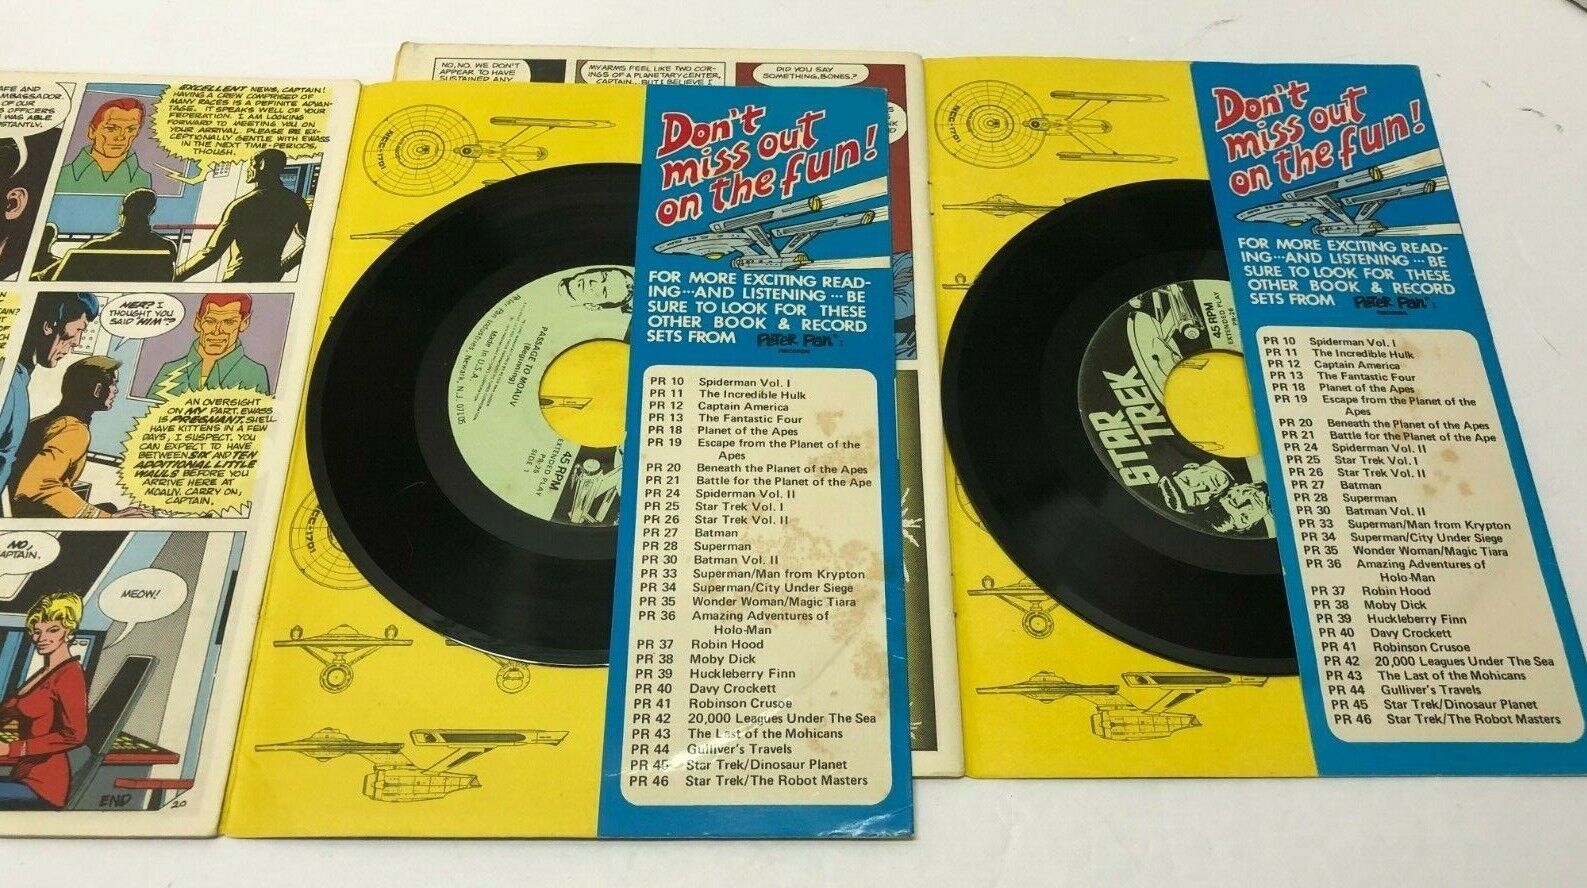 AFE AND
MBASSADOR.
OF OUR
S OFFICERS
WAS ABLE
STANTLY.
EXCELLENT NEWS, CAPTAIN!
HAVING A CREW COMPRISED OF
MANY RACES IS A DEFINITE ADVAN-
TAGE. IT SPEAKS WELL OF YOUR
FEDERATION. I AM LOOKING
FORWARD TO MEETING YOU ON
YOUR ARRIVAL. PLEASE BE EX-
CEPTIONALLY GENTLE WITH EWASS
IN THE NEXT TIME-PERIODS,
THOUGH.
HER? I
THOUGHT YOU
SAID "HIM"?
AN OVERSIGHT
ON MY PART. EWASS
IS PREGNANT. SHE'LL
HAVE KITTENS IN A FEW
DAYS, I SUSPECT. YOU
CAN EXPECT TO HAVE
BETWEEN SIX AND TEN
ADDITIONAL LITTLE
WAULS BEFORE YOU
ARRIVE HERE AT
MOAUV. CARRY ON,
CAPTAIN.
NO,
CAPTAIN.
MEOW!
END
20
NCC-1701
NCC-1701
PASSAGE TO MOAUV
(Beginning)
Made In U.S.A.
Industries, Newark, N.J. 07105
45 RPM
EXTENDED PLAY
SIDE 1
Don't
miss out
on the fun!
FOR MORE EXCITING READ-
ING···AND LISTENING ···BE
SURE TO LOOK FOR THESE
OTHER BOOK & RECORD
SETS FROM Peter Pan
RECORDS
PR 10 Spiderman Vol. I
PR 11 The Incredible Hulk
PR 12 Captain America
PR 13 The Fantastic Four
PR 18 Planet of the Apes
PR 19 Escape from the Planet of the
Apes
PR 20 Beneath the Planet of the Apes
PR 21 Battle for the Planet of the Ape
PR 24 Spiderman Vol. II
PR 25 Star Trek Vol. I
PR 26 Star Trek Vol. II
PR 27 Batman
PR 28 Superman
PR 30 Batman Vol. II
PR 33 Superman/Man from Krypton
PR 34 Superman/City Under Siege
PR 35 Wonder Woman/Magic Tiara
PR 36 Amazing Adventures of
Holo-Man
PR 37 Robin Hood
PR 38 Moby Dick
PR 39 Huckleberry Finn
PR 40 Davy Crockett
PR 41 Robinson Crusoe
PR 42 20,000 Leagues Under The Sea
PR 43 The Last of the Mohicans
PR 44 Gulliver's Travels
PR 45 Star Trek/Dinosaur Planet
PR 46 Star Trek/The Robot Masters
NO, NO. WE DON'T
APPEAR TO HAVE
SUSTAINED ANY
MY ARMS FEEL LIKE TWO COR-
INGS OF A PLANETARY CENTER,
CAPTAIN... BUT I BELIEVE I
DID YOU SAY
SOMETHING, BONES?
NCC-1701
STAR
TREK
45 RPM
EXTENDED PLAY
Don't
miss out
on the fun!
FOR MORE EXCITING READ-
ING···AND LISTENING ···BE
SURE TO LOOK FOR THESE
OTHER BOOK & RECORD
SETS FROM Peter Pan
RECORDS
PR 10 Spiderman Vol. I
PR 11 The Incredible Hulk
PR 12 Captain America
PR 13 The Fantastic Four
PR 18 Planet of the Apes
PR 19 Escape from the Planet of the
Apes
PR 20 Beneath the Planet of the Apes
PR 21 Battle for the Planet of the Ape
PR 24 Spiderman Vol. II
PR 25 Star Trek Vol. I
PR 26 Star Trek Vol. II
PR 27 Batman
PR 28 Superman
PR 30 Batman Vol. II
PR 33 Superman/Man from Krypton
PR 34 Superman/City Under Siege
PR 35 Wonder Woman/Magic Tiara
PR 36 Amazing Adventures of
Holo-Man
PR 37 Robin Hood
PR 38 Moby Dick
PR 39 Huckleberry Finn
PR 40 Davy Crockett
PR 41 Robinson Crusoe
PR 42 20,000 Leagues Under The Sea
PR 43 The Last of the Mohicans
PR 44 Gulliver's Travels
PR 45 Star Trek/Dinosaur Planet
PR 46 Star Trek/The Robot Masters